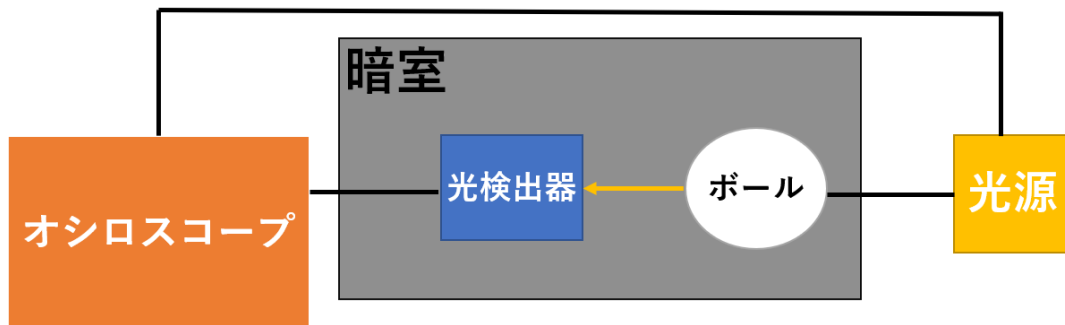 暗室
オシロスコープ
光検出器
ボール
光源